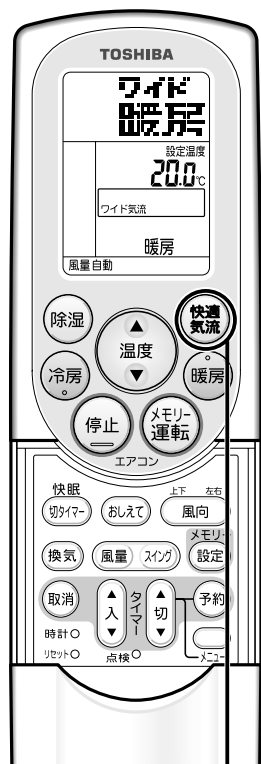 TOSHIBA
ワイド
暖房
設定温度
20.0℃
ワイド気流
暖房
風量自動
除湿
快適
気流
温度
冷房
暖房
停止
メモリー
運転
エアコン
快眠
切タイマー
おしえて
上下 左右
風向
換気
風量
スイング
メモリー
設定
取消
入
タイマー
切
予約
時計
リセット
点検
メニュー